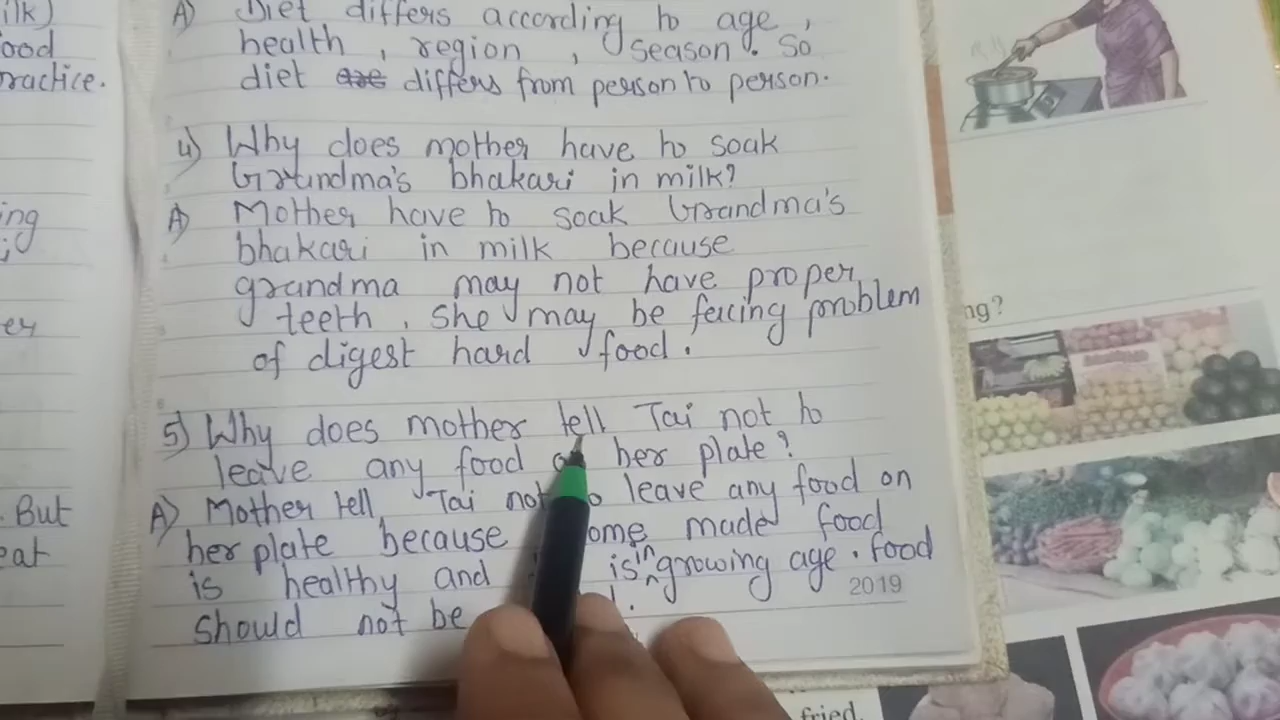 ilk)
ood
ractice.
ing
er
. But
eat
A) Diet differs according to age,
health, region, season. So
diet differs from person to person.
4) Why does mother have to soak
Grandma's bhakari in milk?
A) Mother have to soak Grandma's
bhakari in milk because
grandma may not have proper
teeth, she may be facing problem
of digest hard food.
5) Why does mother tell Tai not to
leave any food her plate?
A) Mother tell Tai not to leave any food on
her plate because ome made food
is healthy and is in growing age. food
should not be
2019
ng?
fried.